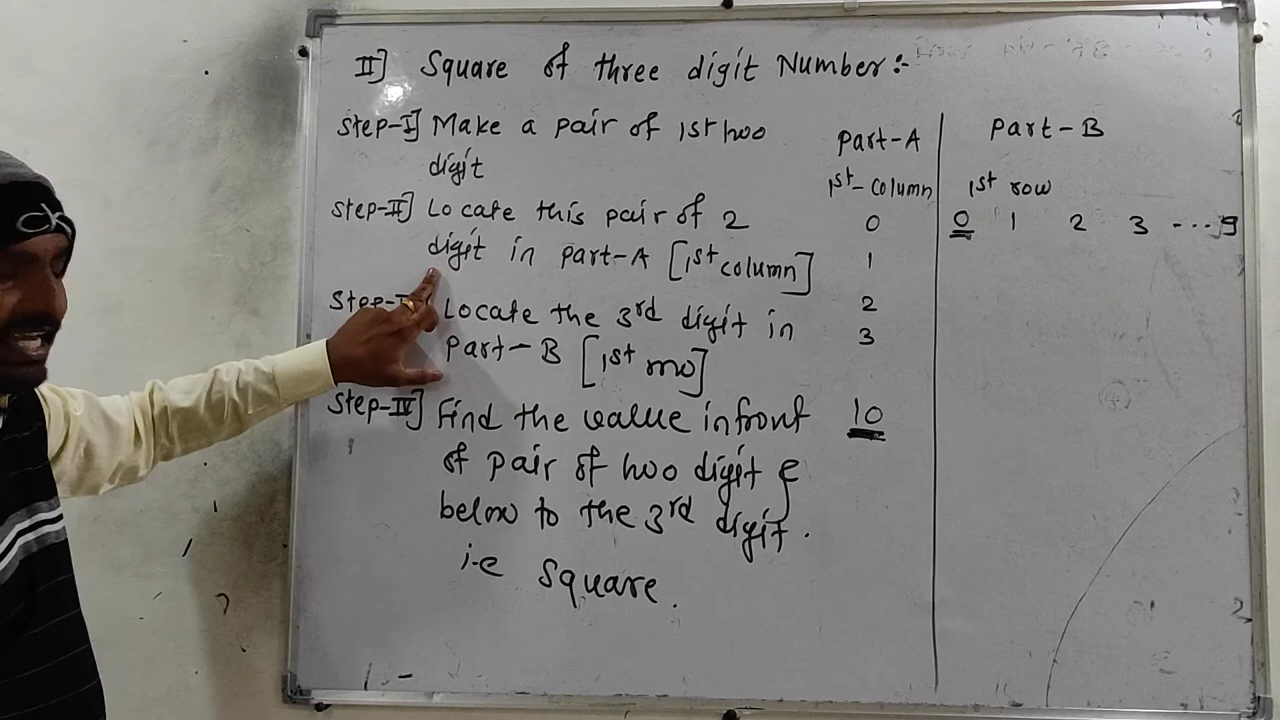 II] Square of three digit Number:-
Step-I] Make a pair of 1st two
digit
Step-II] Locate this pair of 2
digit in part-A [1st column]
Step-I
Locate the 3rd digit in
Part-B [1st row]
Step-IV] Find the value infront
of pair of two digit &
below to the 3rd digit.
i.e Square.
Part-A
1st-column
0
1
2
3
10
Part-B
1st row
0 1 2 3 ----9